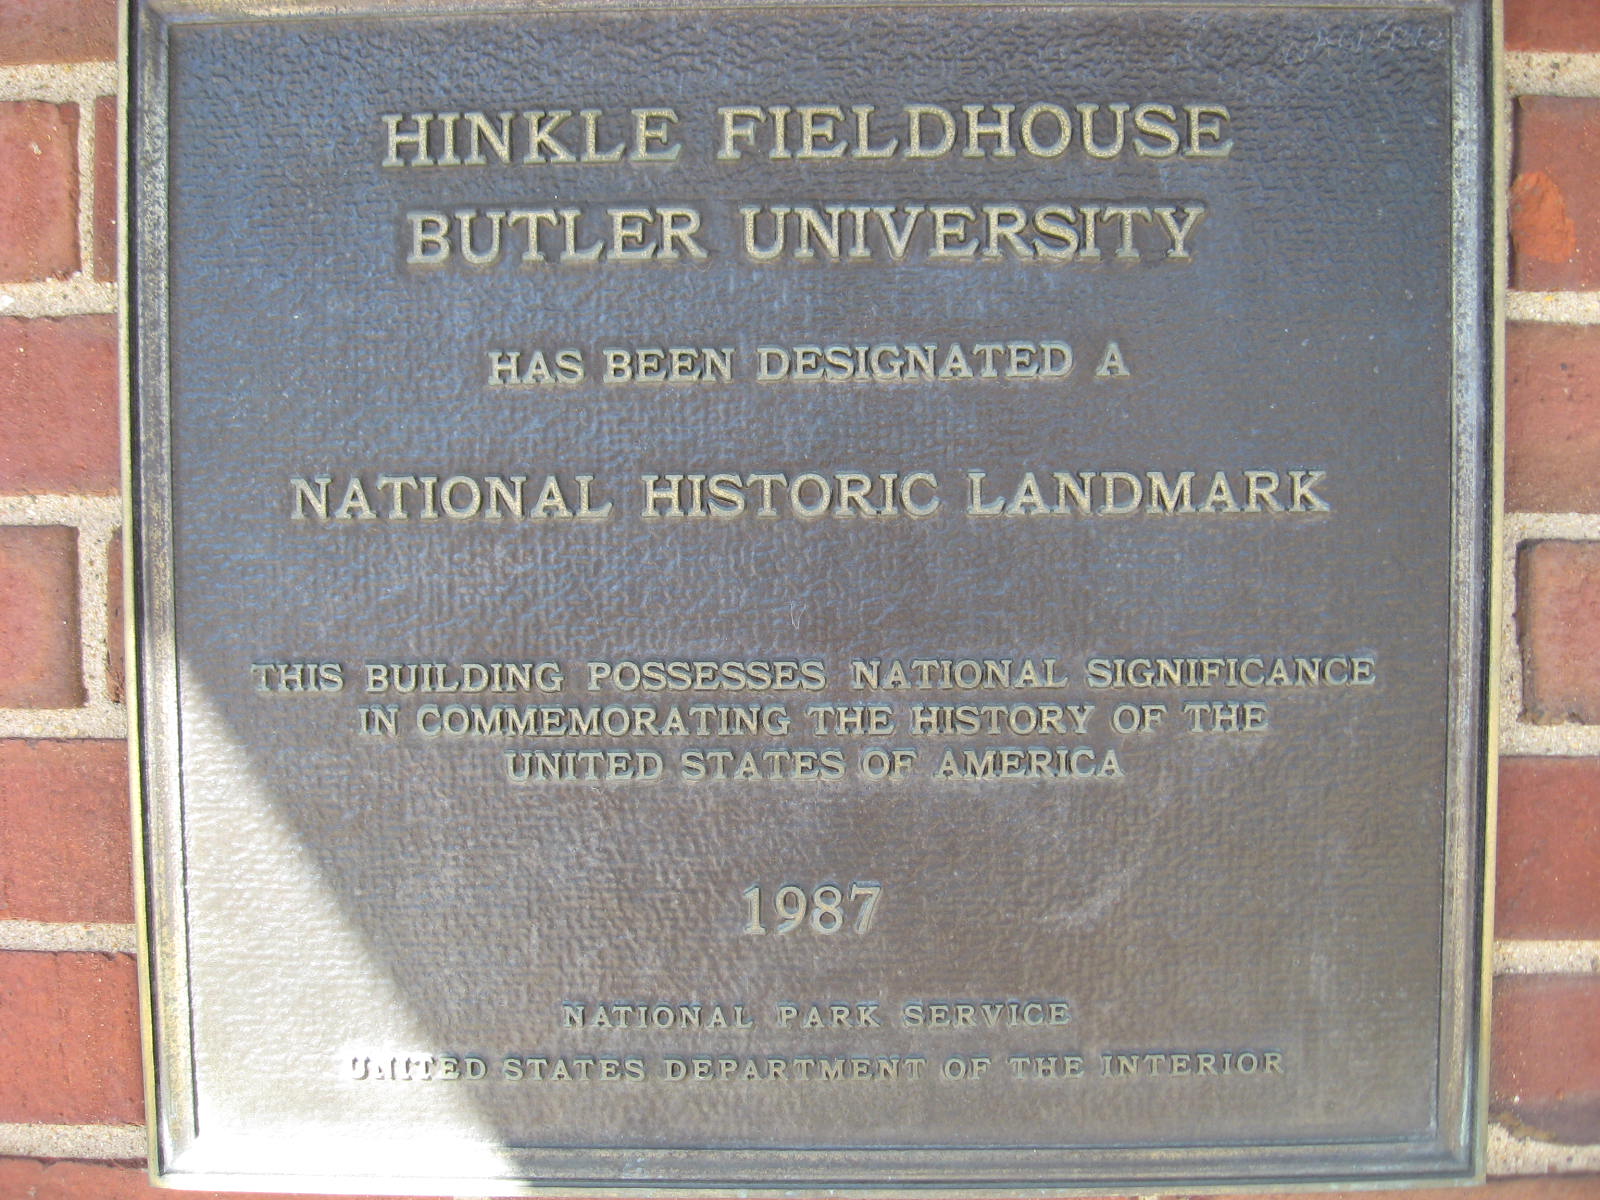 HINKLE FIELDHOUSE
BUTLER UNIVERSITY
HAS BEEN DESIGNATED A
NATIONAL HISTORIC LANDMARK
THIS BUILDING POSSESSES NATIONAL SIGNIFICANCE
IN COMMEMORATING THE HISTORY OF THE
UNITED STATES OF AMERICA
1987
NATIONAL PARK SERVICE
UNITED STATES DEPARTMENT OF THE INTERIOR